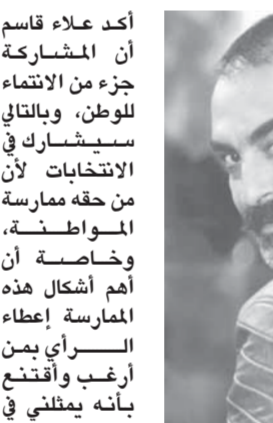 أكد علاء قاسم
أن المشاركة
جزء من الانتماء
للوطن، وبالتالي
سيشارك في
الانتخابات لأن
من حقه ممارسة
المواطنة،
وخاصة أن
أهم أشكال هذه
الممارسة إعطاء
الرأي بمن
أرغب وأقتنع
بأنه يمثلني في